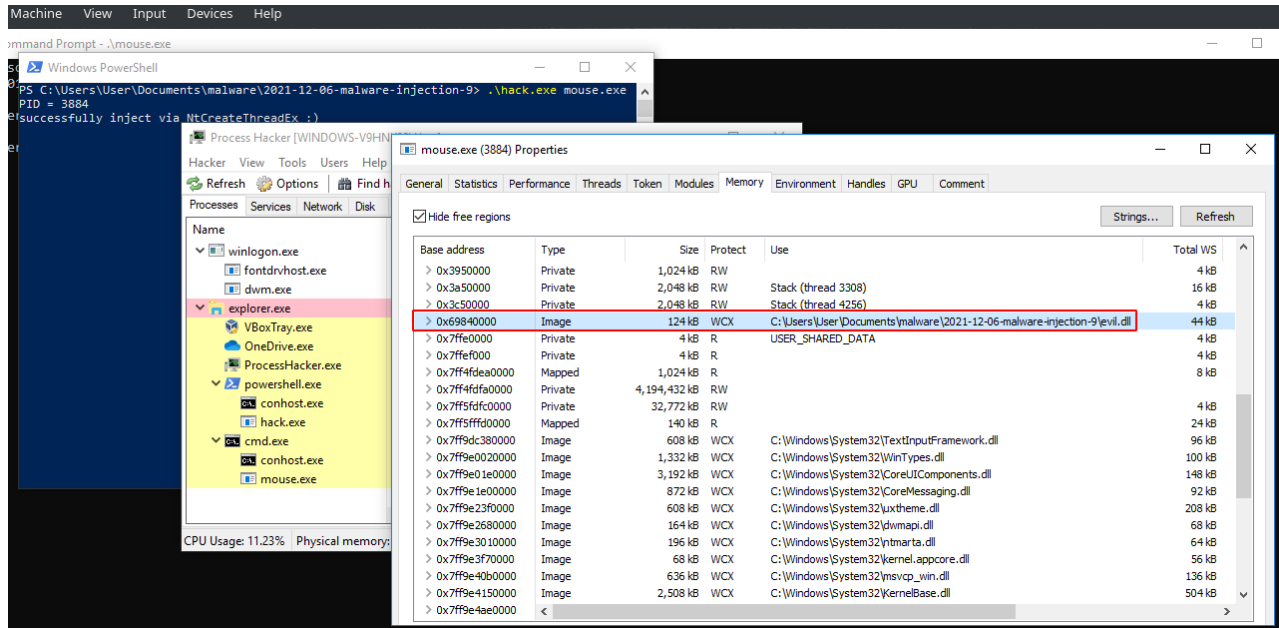 Machine View Input Devices Help
ommand Prompt - .\mouse.exe
Windows PowerShell
PS C:\Users\User\Documents\malware\2021-12-06-malware-injection-9> .\hack.exe mouse.exe
PID = 3884
successfully inject via NtCreateThreadEx :)
Process Hacker [WINDOWS-V9HN
Hacker View Tools Users Help
Refresh Options Find h
Processes Services Network Disk
Name
winlogon.exe
fontdrvhost.exe
dwm.exe
explorer.exe
VBoxTray.exe
OneDrive.exe
ProcessHacker.exe
powershell.exe
conhost.exe
hack.exe
cmd.exe
conhost.exe
mouse.exe
CPU Usage: 11.23% Physical memory:
mouse.exe (3884) Properties
General Statistics Performance Threads Token Modules Memory Environment Handles GPU Comment
Hide free regions Strings... Refresh
Base address Type Size Protect Use Total WS
0x3950000 Private 1,024 kB RW 4 kB
0x3a50000 Private 2,048 kB RW Stack (thread 3308) 16 kB
0x3c50000 Private 2,048 kB RW Stack (thread 4256) 4 kB
0x69840000 Image 124 kB WCX C:\Users\User\Documents\malware\2021-12-06-malware-injection-9\evil.dll 44 kB
0x7ffe0000 Private 4 kB R USER_SHARED_DATA 4 kB
0x7ffef000 Private 4 kB R 4 kB
0x7ff4fdea0000 Mapped 1,024 kB R 8 kB
0x7ff4fdfa0000 Private 4,194,432 kB RW
0x7ff5fdfc0000 Private 32,772 kB RW 4 kB
0x7ff5fffd0000 Mapped 140 kB R 24 kB
0x7ff9dc380000 Image 608 kB WCX C:\Windows\System32\TextInputFramework.dll 96 kB
0x7ff9e0020000 Image 1,332 kB WCX C:\Windows\System32\WinTypes.dll 100 kB
0x7ff9e01e0000 Image 3,192 kB WCX C:\Windows\System32\CoreUIComponents.dll 148 kB
0x7ff9e1e00000 Image 872 kB WCX C:\Windows\System32\CoreMessaging.dll 92 kB
0x7ff9e23f0000 Image 608 kB WCX C:\Windows\System32\uxtheme.dll 208 kB
0x7ff9e2680000 Image 164 kB WCX C:\Windows\System32\dwmapi.dll 68 kB
0x7ff9e3010000 Image 196 kB WCX C:\Windows\System32\ntmarta.dll 64 kB
0x7ff9e3f70000 Image 68 kB WCX C:\Windows\System32\kernel.appcore.dll 56 kB
0x7ff9e40b0000 Image 636 kB WCX C:\Windows\System32\msvcp_win.dll 136 kB
0x7ff9e4150000 Image 2,508 kB WCX C:\Windows\System32\KernelBase.dll 504 kB
0x7ff9e4ae0000